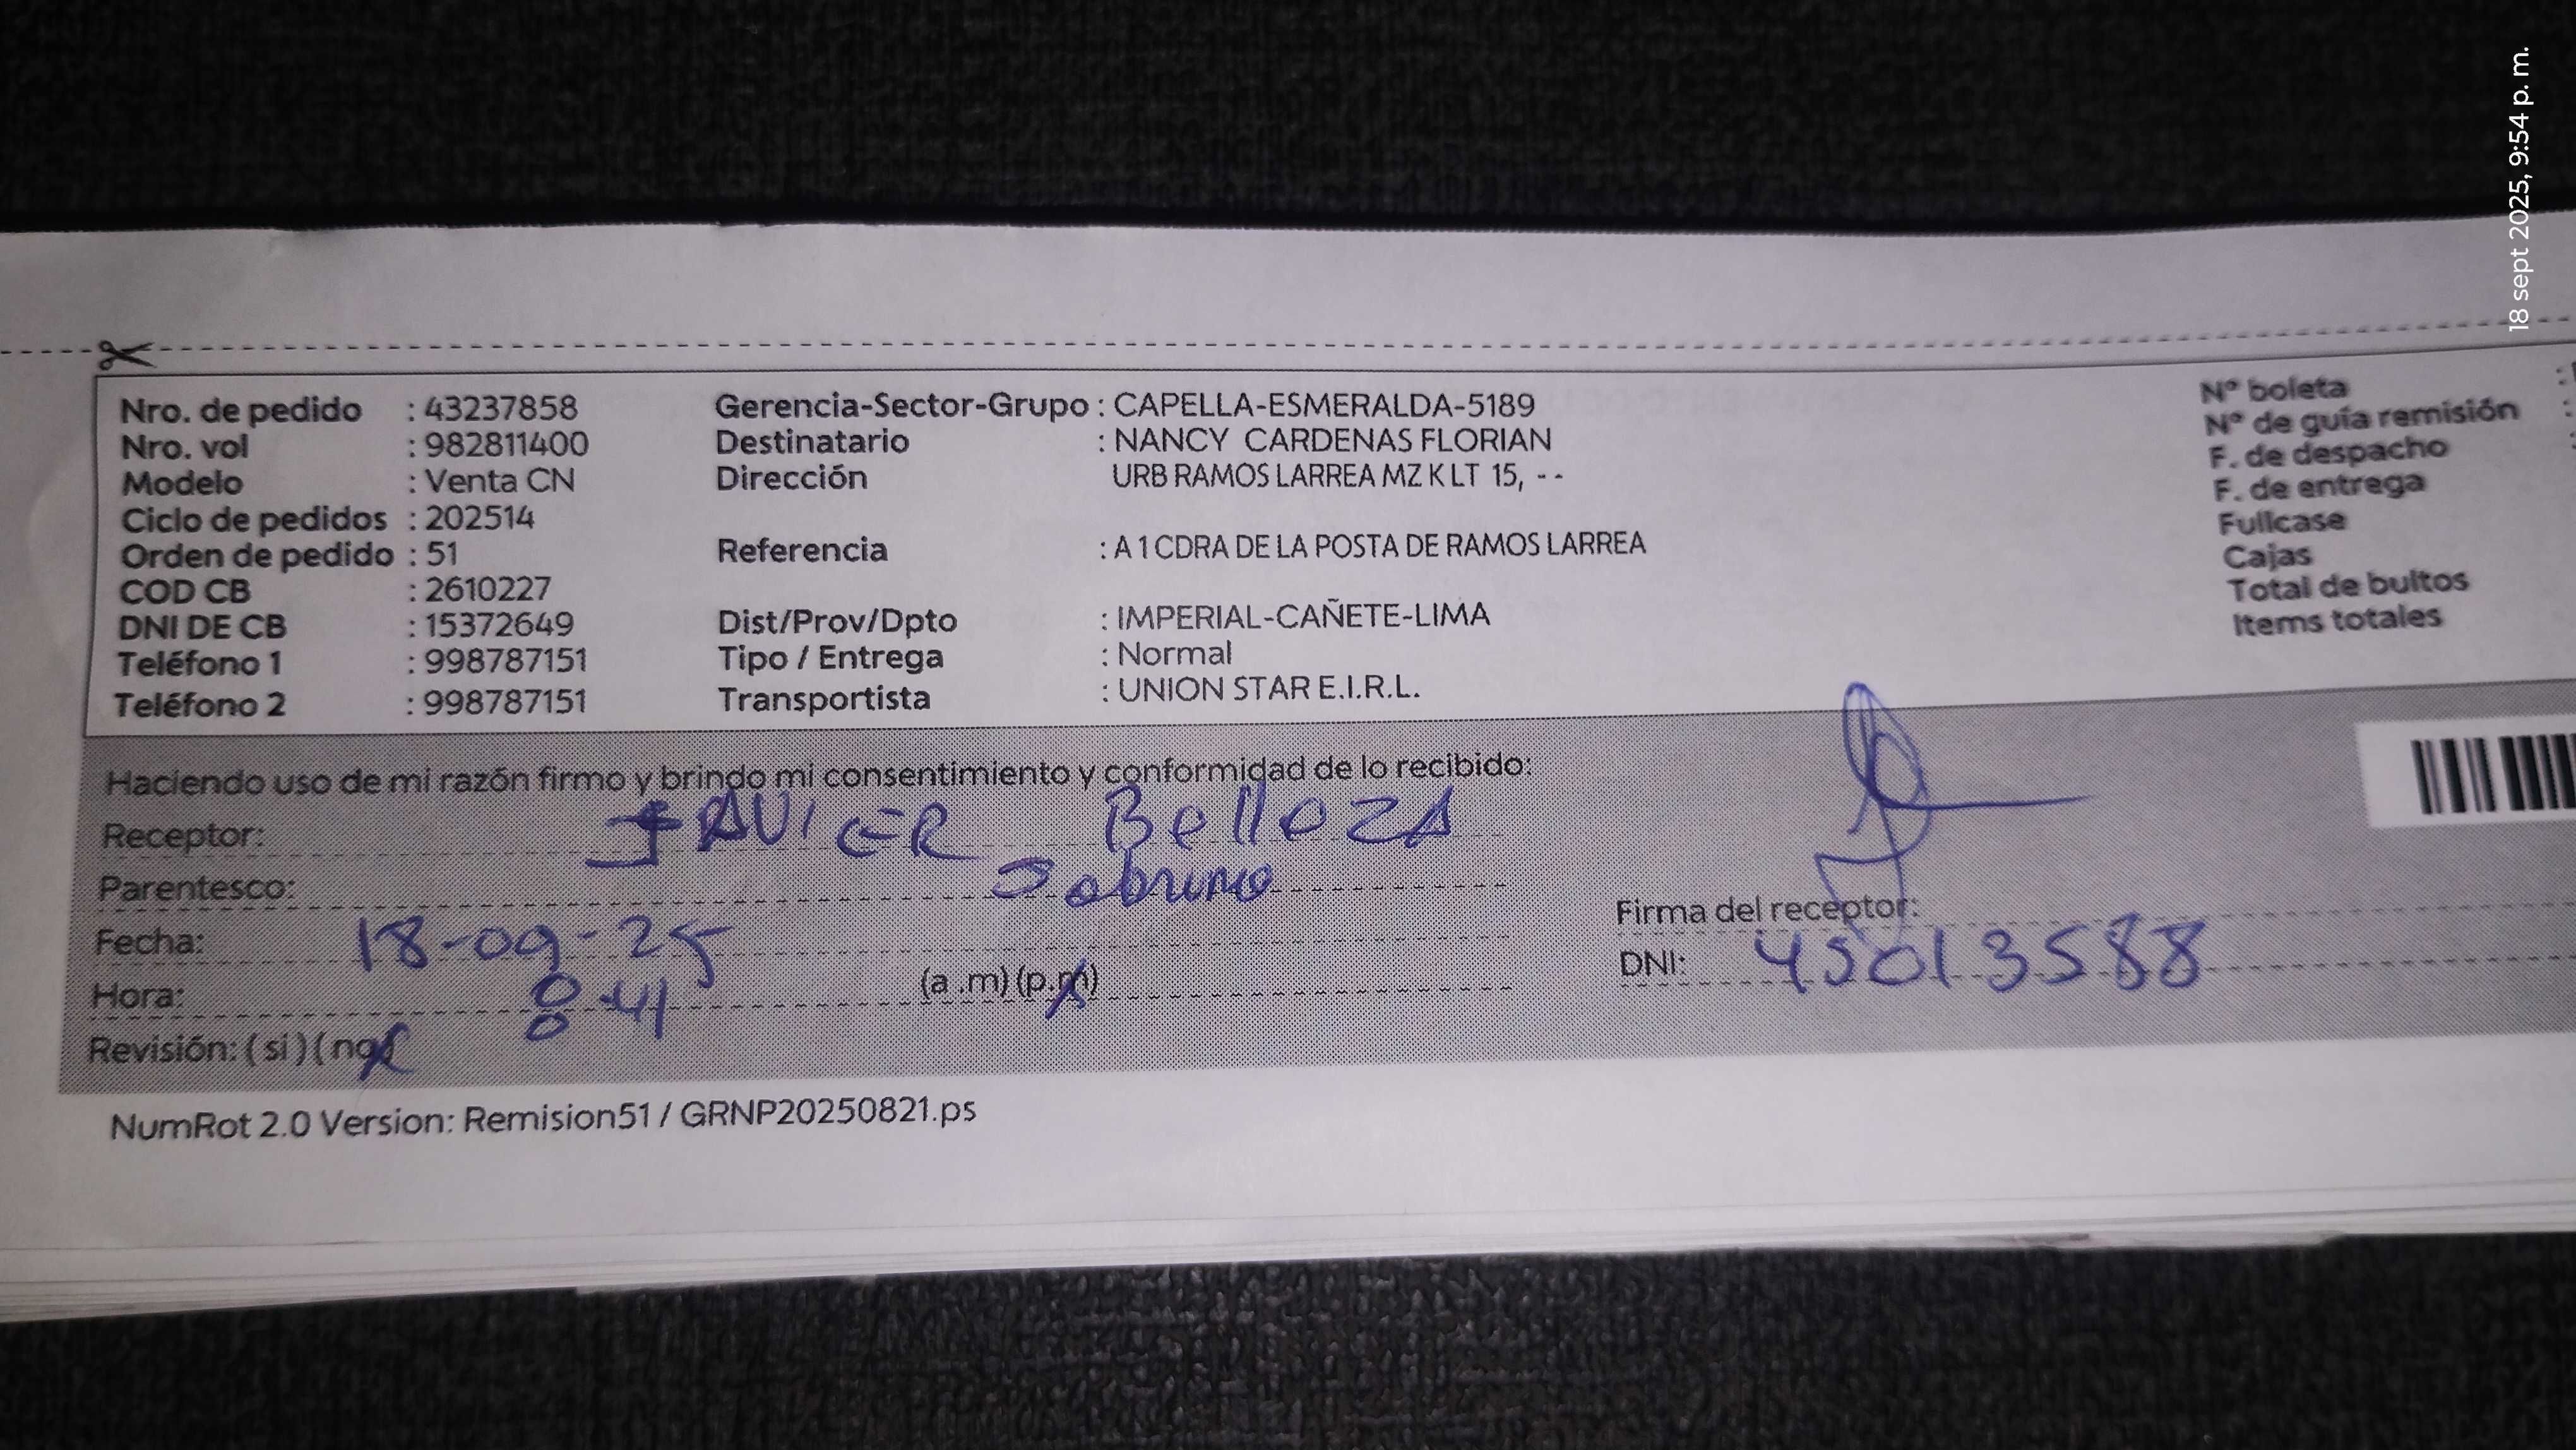 18 sept 2025, 9:54 p. m.
Nro. de pedido : 43237858
Nro. vol : 982811400
Modelo : Venta CN
Ciclo de pedidos : 202514
Orden de pedido : 51
COD CB : 2610227
DNI DE CB : 15372649
Teléfono 1 : 998787151
Teléfono 2 : 998787151
Gerencia-Sector-Grupo : CAPELLA-ESMERALDA-5189
Destinatario : NANCY CARDENAS FLORIAN
Dirección URB RAMOS LARREA MZ K LT 15, - -
Referencia : A 1 CDRA DE LA POSTA DE RAMOS LARREA
Dist/Prov/Dpto : IMPERIAL-CAÑETE-LIMA
Tipo / Entrega : Normal
Transportista : UNION STAR E.I.R.L.
N° boleta
N° de guía remisión
F. de despacho
F. de entrega
Fullcase
Cajas
Total de bultos
Items totales
Haciendo uso de mi razón firmo y brindo mi consentimiento y conformidad de lo recibido:
Receptor: JAVIER Belleza
Parentesco: Sobrino
Fecha: 18-09-25
Hora: 8:41 (a .m) (p.m)
Revisión: ( si ) ( no )
Firma del receptor:
DNI: 45013588
NumRot 2.0 Version: Remision51 / GRNP20250821.ps